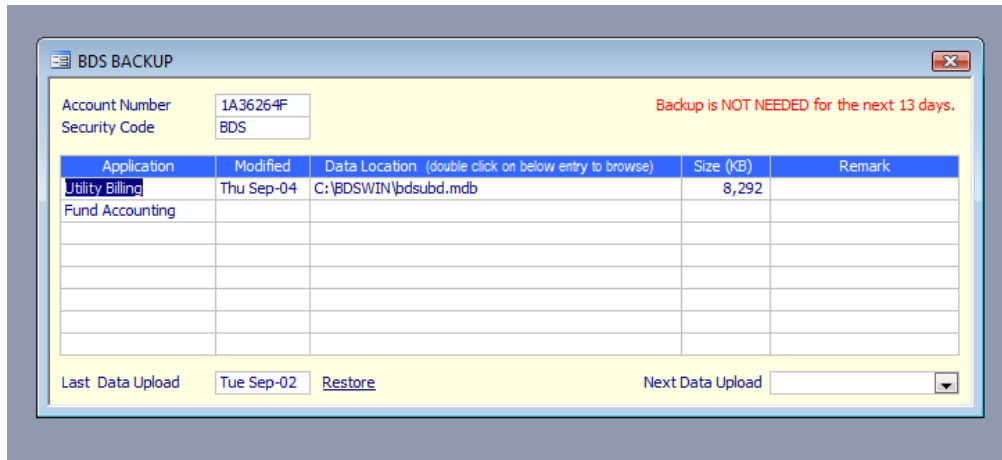 BDS BACKUP
Account Number 1A36264F Backup is NOT NEEDED for the next 13 days.
Security Code BDS
Application Modified Data Location (double click on below entry to browse) Size (KB) Remark
Utility Billing Thu Sep-04 C:\BDSWIN\bdsubd.mdb 8,292
Fund Accounting
Last Data Upload Tue Sep-02 Restore Next Data Upload